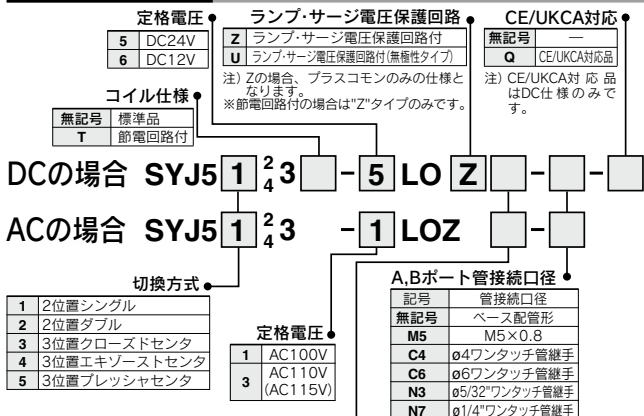 定格電圧
5 DC24V
6 DC12V
ランプ・サージ電圧保護回路
Z ランプ・サージ電圧保護回路付
U ランプ・サージ電圧保護回路付(無極性タイプ)
注) Zの場合、プラスコモンのみの仕様と
なります。
※節電回路付の場合は"Z"タイプのみです。
CE/UKCA対応
無記号 —
Q CE/UKCA対応品
注) CE/UKCA対応品
はDC仕様のみで
す。
コイル仕様
無記号 標準品
T 節電回路付
DCの場合 SYJ5 1 2 4 3 - 5 LO Z - -
ACの場合 SYJ5 1 2 4 3 - 1 LOZ -
切換方式
1 2位置シングル
2 2位置ダブル
3 3位置クローズドセンタ
4 3位置エキゾーストセンタ
5 3位置プレッシャセンタ
定格電圧
1 AC100V
3 AC110V
(AC115V)
A,Bポート管接続口径
記号 管接続口径
無記号 ベース配管形
M5 M5×0.8
C4 ø4ワンタッチ管継手
C6 ø6ワンタッチ管継手
N3 ø5/32"ワンタッチ管継手
N7 ø1/4"ワンタッチ管継手